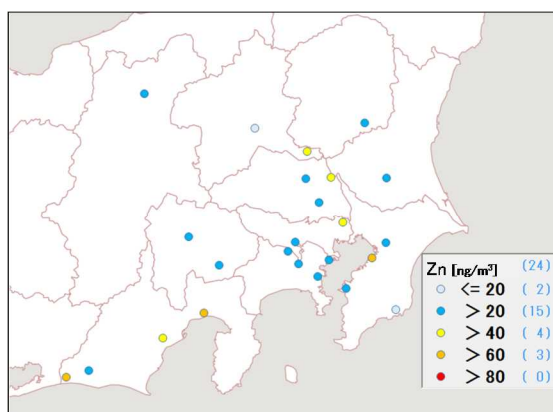 Zn [ng/m³] (24)
<= 20 ( 2)
> 20 (15)
> 40 ( 4)
> 60 ( 3)
> 80 ( 0)